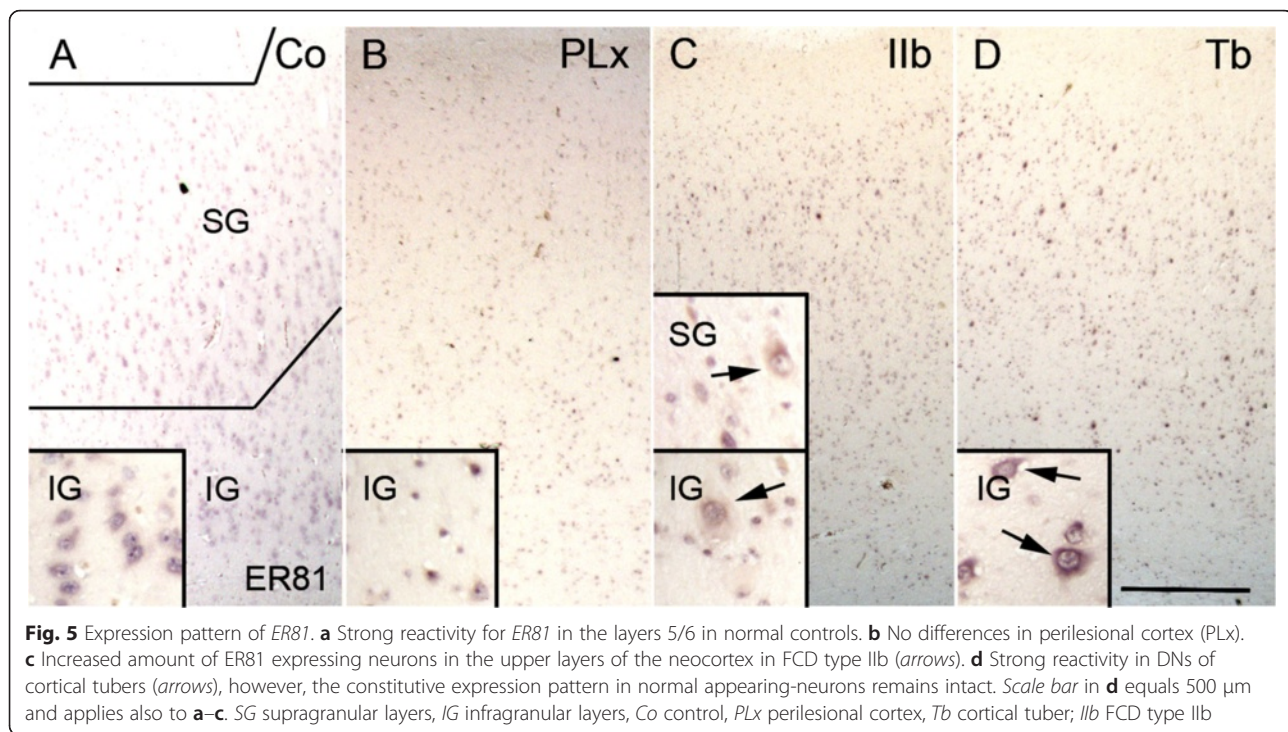 A Co B PLx C IIb D Tb
SG
SG
IG IG IG IG IG
ER81
Fig. 5 Expression pattern of ER81. a Strong reactivity for ER81 in the layers 5/6 in normal controls. b No differences in perilesional cortex (PLx).
c Increased amount of ER81 expressing neurons in the upper layers of the neocortex in FCD type IIb (arrows). d Strong reactivity in DNs of
cortical tubers (arrows), however, the constitutive expression pattern in normal appearing-neurons remains intact. Scale bar in d equals 500 μm
and applies also to a–c. SG supragranular layers, IG infragranular layers, Co control, PLx perilesional cortex, Tb cortical tuber; IIb FCD type IIb